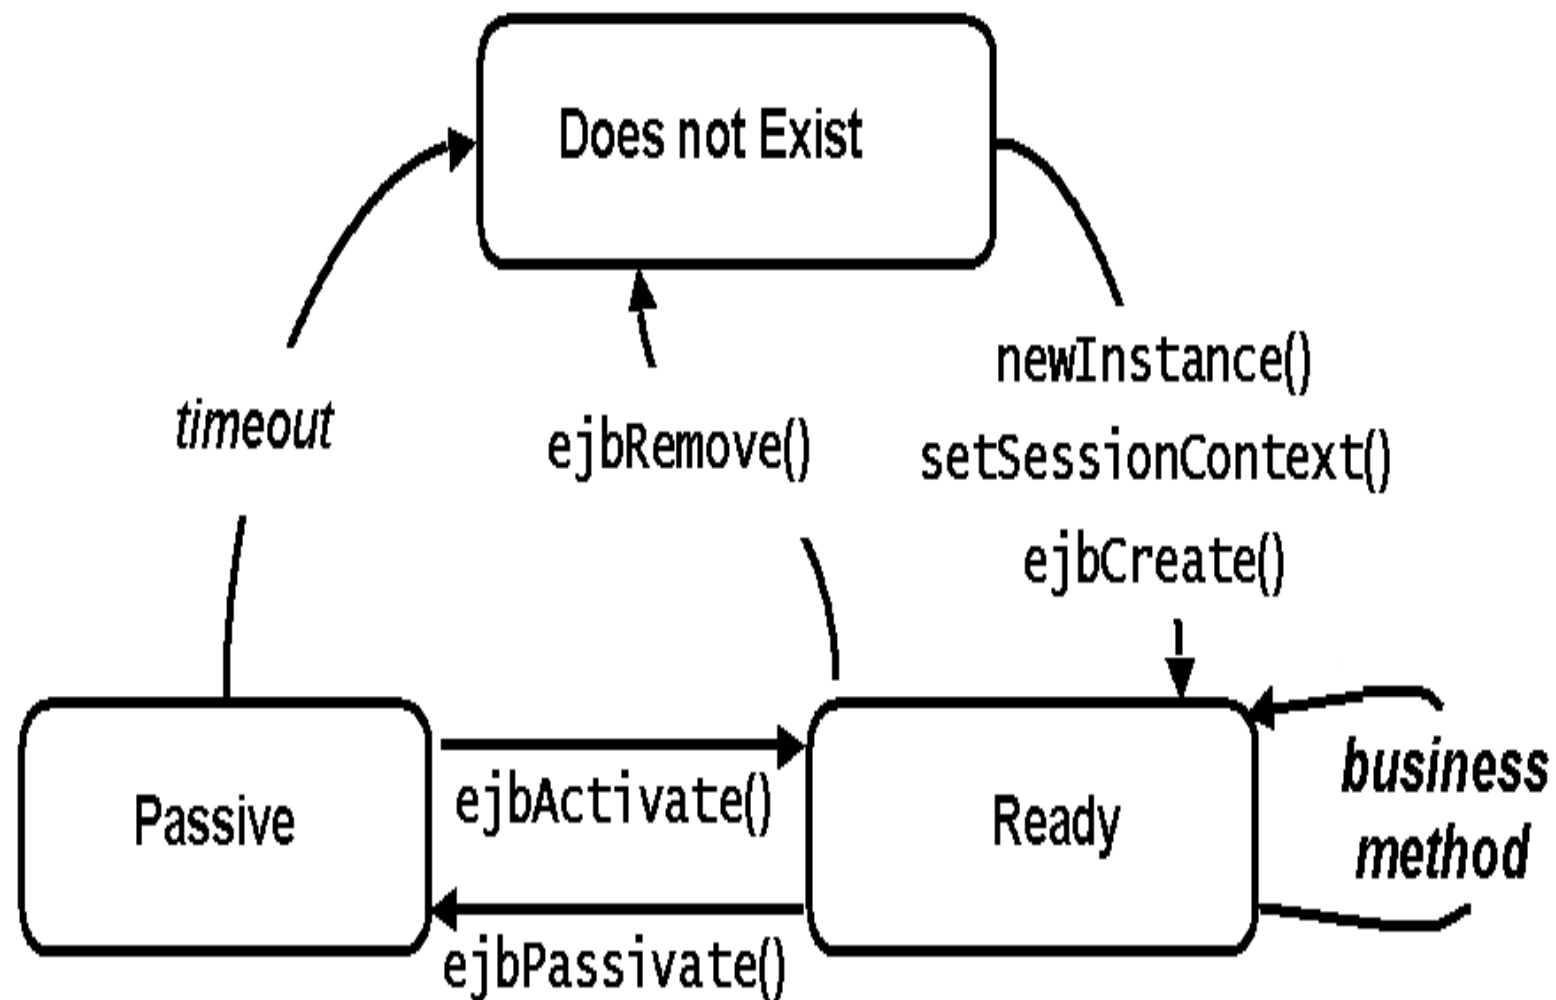 Does not Exist
newInstance()
timeout
ejbRemove()
setSessionContext()
ejbCreate()
business
method
ejbActivate()
Passive
Ready
ejbPassivate()